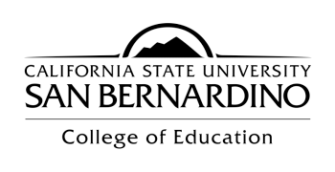 CALIFORNIA STATE UNIVERSITY
SAN BERNARDINO
College of Education